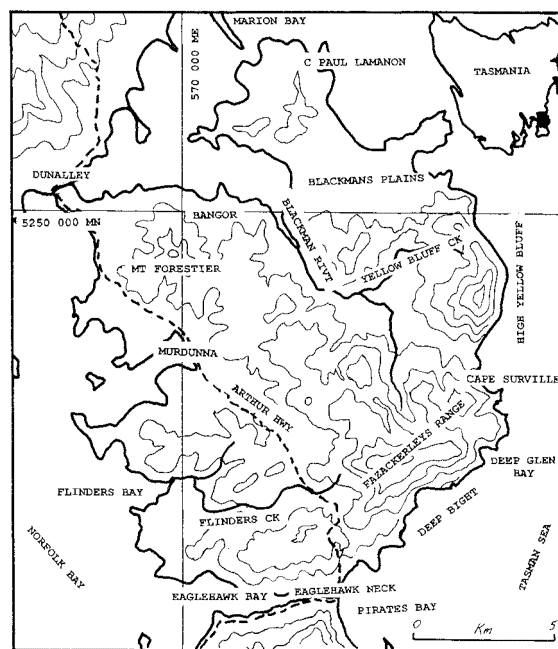 MARION BAY
570 000 ME
C PAUL LAMANON
TASMANIA
DUNALLEY
BLACKMANS PLAINS
5250 000 MN
BANGOR
BLACKMAN RIVT
YELLOW BLUFF CK
HIGH YELLOW BLUFF
MT FORESTIER
MURDUNNA
ARTHUR HWY
CAPE SURVILLE
FAZACKERLEYS RANGE
DEEP GLEN
BAY
FLINDERS BAY
FLINDERS CK
DEEP BIGHT
NORFOLK BAY
TASMAN SEA
EAGLEHAWK BAY
EAGLEHAWK NECK
PIRATES BAY
0 Km 5